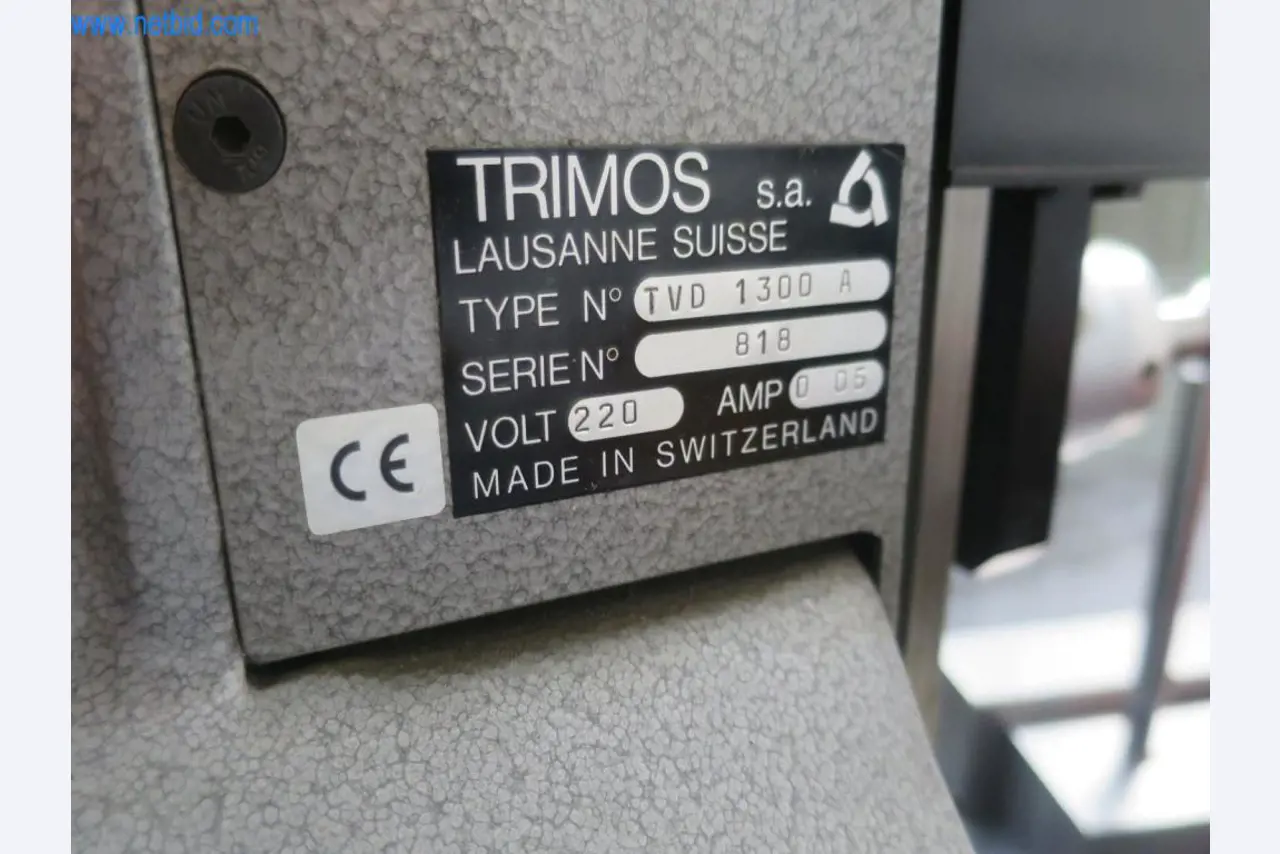 www.netbid.com
TRIMOS s.a.
LAUSANNE SUISSE
TYPE N° TVD 1300 A
SERIE N° 818
VOLT 220 AMP 0 05
MADE IN SWITZERLAND
CE